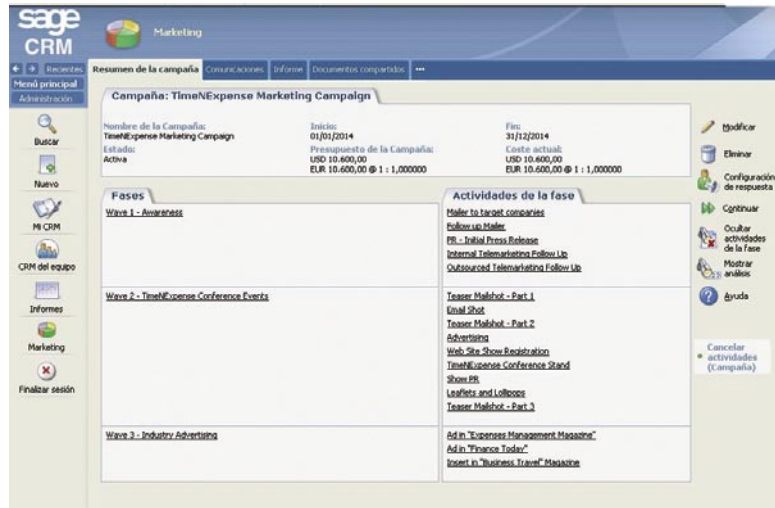 sage
CRM
Marketing
Recientes
Menú principal
Administración
Buscar
Nuevo
Mi CRM
CRM del equipo
Informes
Marketing
Finalizar sesión
Resumen de la campaña
Comunicaciones
Informe
Documentos compartidos
Campaña: TimeNExpense Marketing Campaign
Nombre de la Campaña:
TimeNExpense Marketing Campaign
Estado:
Activa
Inicio:
01/01/2014
Presupuesto de la Campaña:
USD 10.600,00
EUR 10.600,00 @ 1 : 1,000000
Fin:
31/12/2014
Coste actual:
USD 10.600,00
EUR 10.600,00 @ 1 : 1,000000
Fases
Wave 1 - Awareness
Wave 2 - TimeNExpense Conference Events
Wave 3 - Industry Advertising
Actividades de la fase
Mailer to target companies
Follow up Mailer
PR - Initial Press Release
Internal Telemarketing Follow Up
Outsourced Telemarketing Follow Up
Teaser Mailshot - Part 1
Email Shot
Teaser Mailshot - Part 2
Advertising
Web Site Show Registration
TimeNExpense Conference Stand
Show PR
Leaflets and Lollipops
Teaser Mailshot - Part 3
Ad in "Expenses Management Magazine"
Ad in "Finance Today"
Insert in "Business Travel" Magazine
Modificar
Eliminar
Configuración
de respuesta
Continuar
Ocultar
actividades
de la fase
Mostrar
análisis
Ayuda
Cancelar
actividades
(Campaña)